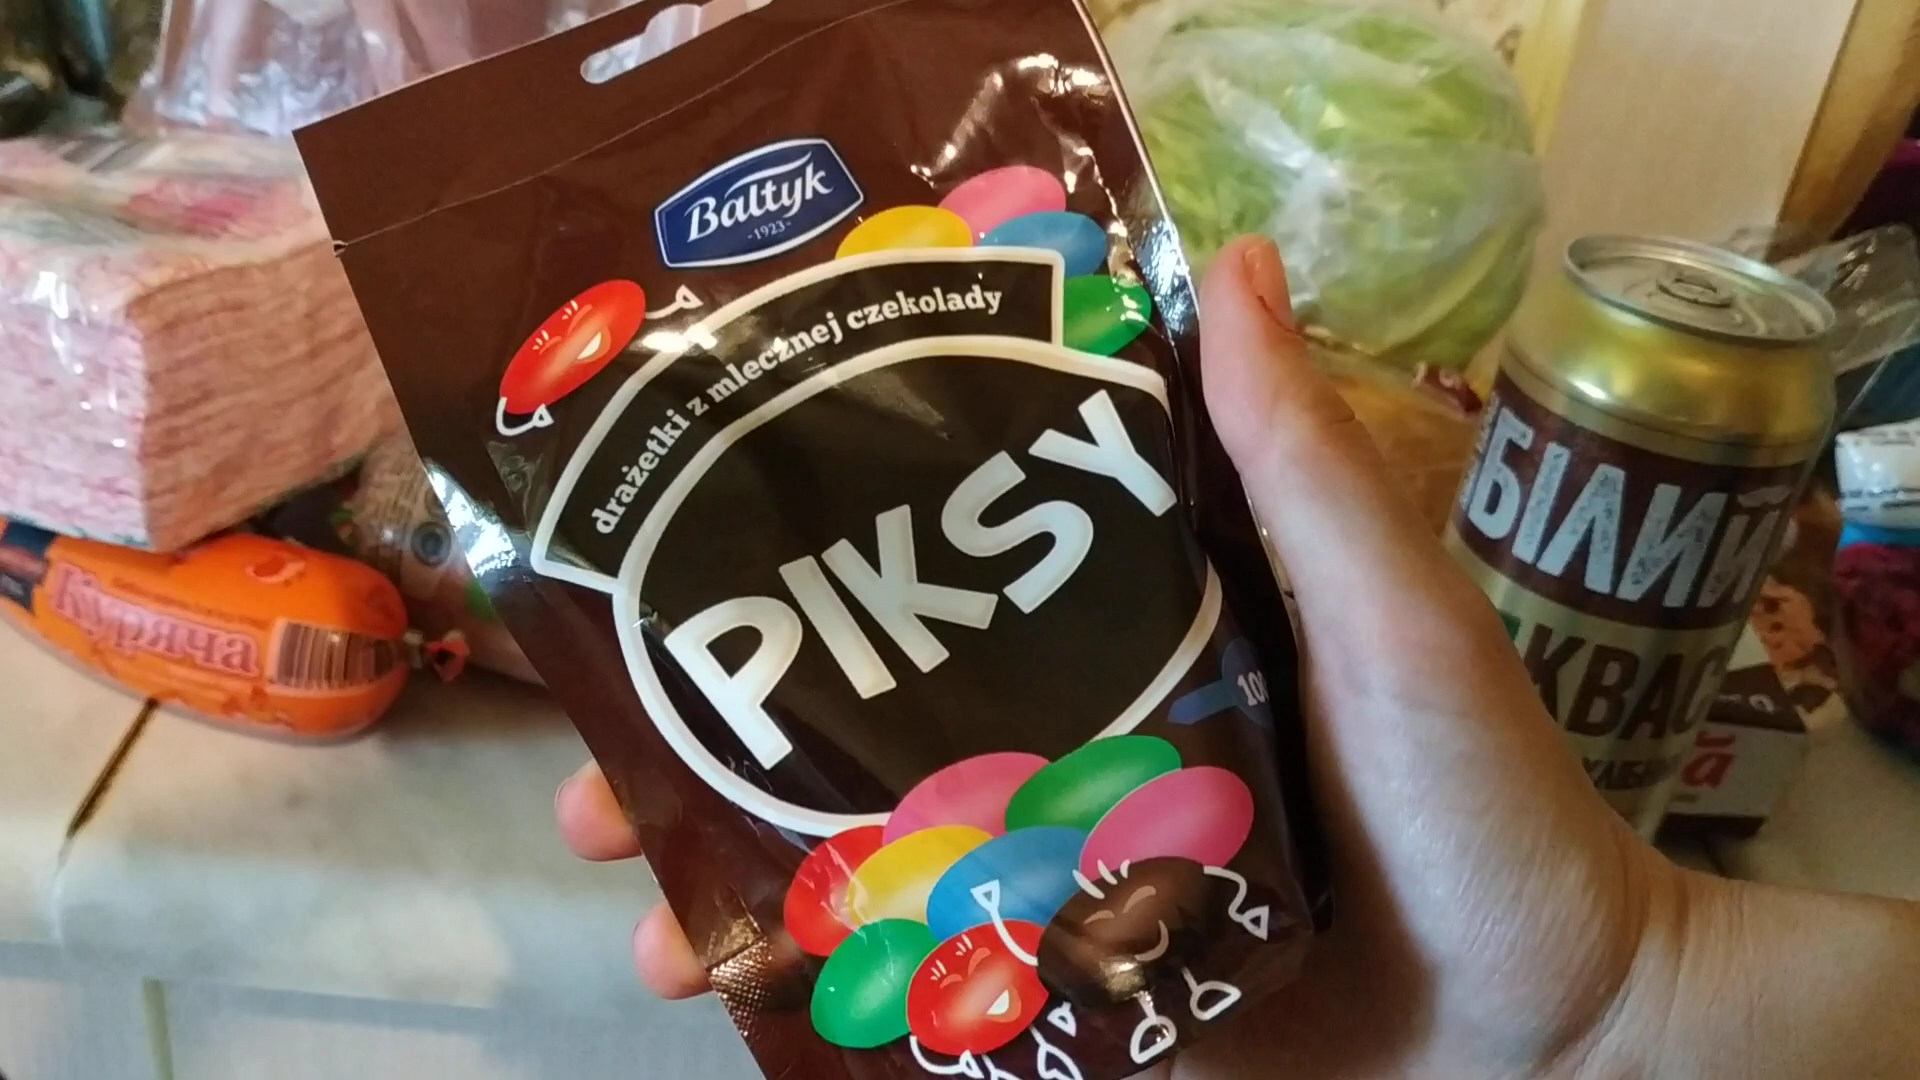 Bałtyk
-1923-
drażetki z mlecznej czekolady
PIKSY
Куряча
БІЛИЙ
КВАС